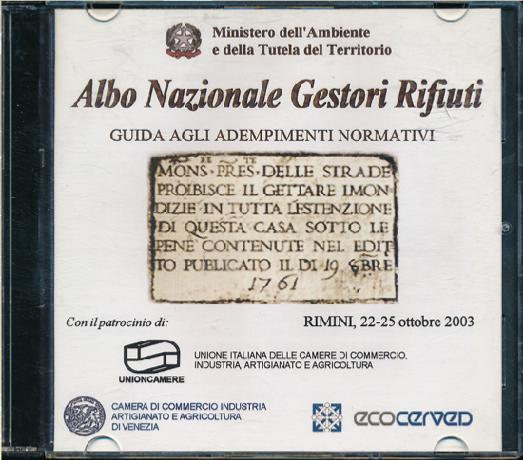 Ministero dell'Ambiente
e della Tutela del Territorio
Albo Nazionale Gestori Rifiuti
GUIDA AGLI ADEMPIMENTI NORMATIVI
MONS · PRES · DELLE STRADE
PROIBISCE IL GETTARE IMON
DIZIE IN TUTTA L'ESTENZIONE
DI QUESTA CASA SOTTO LE
PENE CONTENUTE NEL EDIT
TO PUBLICATO IL DI 19 8BRE
1761
Con il patrocinio di:
RIMINI, 22-25 ottobre 2003
UNIONCAMERE
UNIONE ITALIANA DELLE CAMERE DI COMMERCIO,
INDUSTRIA, ARTIGIANATO E AGRICOLTURA
CAMERA DI COMMERCIO INDUSTRIA
ARTIGIANATO E AGRICOLTURA
DI VENEZIA
ecocerved